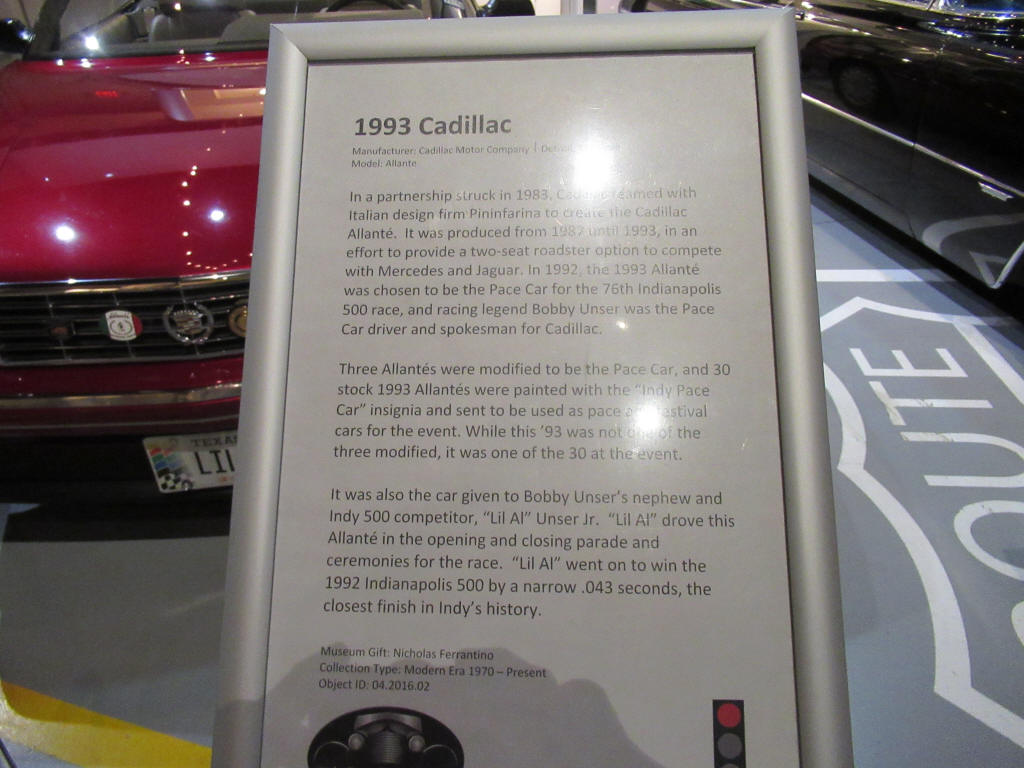 1993 Cadillac
Manufacturer: Cadillac Motor Company | Detroit,
Model: Allante
In a partnership struck in 1983, Cadillac teamed with
Italian design firm Pininfarina to create the Cadillac
Allanté. It was produced from 1987 until 1993, in an
effort to provide a two-seat roadster option to compete
with Mercedes and Jaguar. In 1992, the 1993 Allanté
was chosen to be the Pace Car for the 76th Indianapolis
500 race, and racing legend Bobby Unser was the Pace
Car driver and spokesman for Cadillac.
Three Allantés were modified to be the Pace Car, and 30
stock 1993 Allantés were painted with the “Indy Pace
Car” insignia and sent to be used as pace and festival
cars for the event. While this ’93 was not one of the
three modified, it was one of the 30 at the event.
It was also the car given to Bobby Unser’s nephew and
Indy 500 competitor, “Lil Al” Unser Jr. “Lil Al” drove this
Allanté in the opening and closing parade and
ceremonies for the race. “Lil Al” went on to win the
1992 Indianapolis 500 by a narrow .043 seconds, the
closest finish in Indy’s history.
Museum Gift: Nicholas Ferrantino
Collection Type: Modern Era 1970 – Present
Object ID: 04.2016.02
TEXAS
LIL
ROUTE